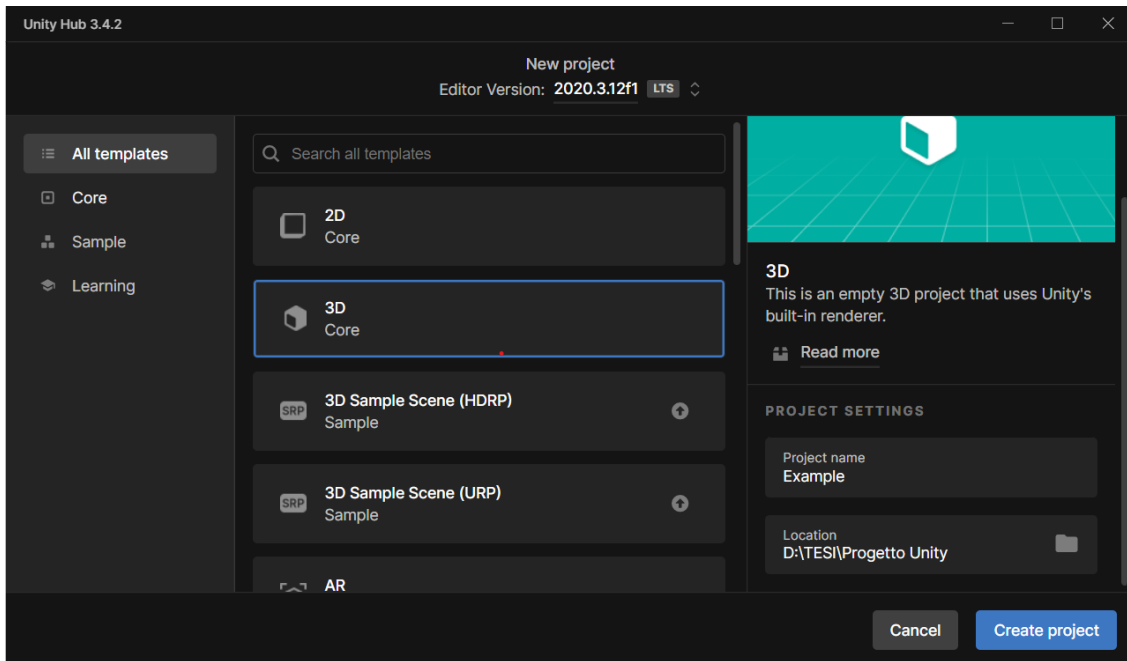 Unity Hub 3.4.2
New project
Editor Version: 2020.3.12f1 LTS
All templates
Core
Sample
Learning
Search all templates
2D
Core
3D
Core
3D Sample Scene (HDRP)
SRP
Sample
3D Sample Scene (URP)
SRP
Sample
AR
3D
This is an empty 3D project that uses Unity's
built-in renderer.
Read more
PROJECT SETTINGS
Project name
Example
Location
D:\TESI\Progetto Unity
Cancel
Create project